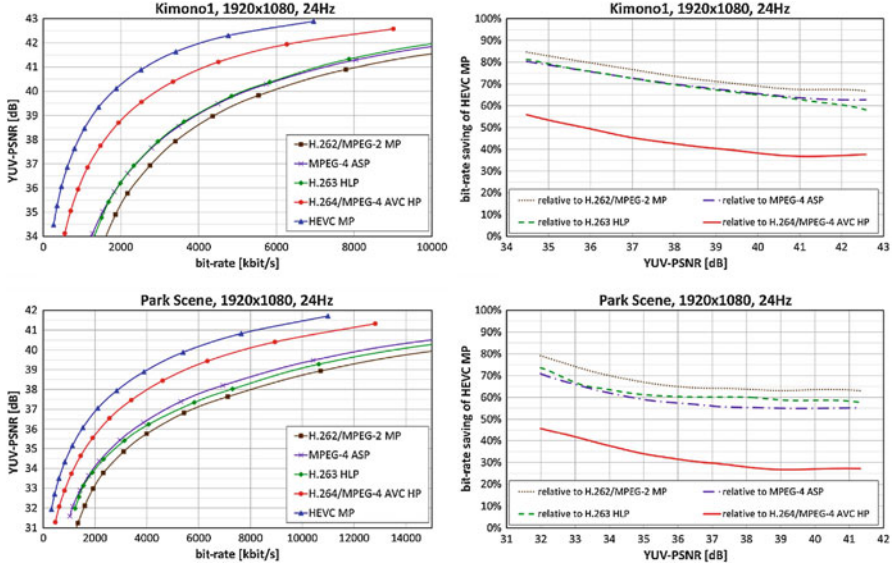 Kimono1, 1920x1080, 24Hz
43
42
41
40
39
38
37
36
35
34
YUV-PSNR [dB]
H.262/MPEG-2 MP
MPEG-4 ASP
H.263 HLP
H.264/MPEG-4 AVC HP
HEVC MP
0 2000 4000 6000 8000 10000
bit-rate [kbit/s]
Kimono1, 1920x1080, 24Hz
100%
90%
80%
70%
60%
50%
40%
30%
20%
10%
0%
bit-rate saving of HEVC MP
relative to H.262/MPEG-2 MP relative to MPEG-4 ASP
relative to H.263 HLP relative to H.264/MPEG-4 AVC HP
34 35 36 37 38 39 40 41 42 43
YUV-PSNR [dB]
Park Scene, 1920x1080, 24Hz
42
41
40
39
38
37
36
35
34
33
32
31
YUV-PSNR [dB]
H.262/MPEG-2 MP
MPEG-4 ASP
H.263 HLP
H.264/MPEG-4 AVC HP
HEVC MP
0 2000 4000 6000 8000 10000 12000 14000
bit-rate [kbit/s]
Park Scene, 1920x1080, 24Hz
100%
90%
80%
70%
60%
50%
40%
30%
20%
10%
0%
bit-rate saving of HEVC MP
relative to H.262/MPEG-2 MP relative to MPEG-4 ASP
relative to H.263 HLP relative to H.264/MPEG-4 AVC HP
31 32 33 34 35 36 37 38 39 40 41 42
YUV-PSNR [dB]